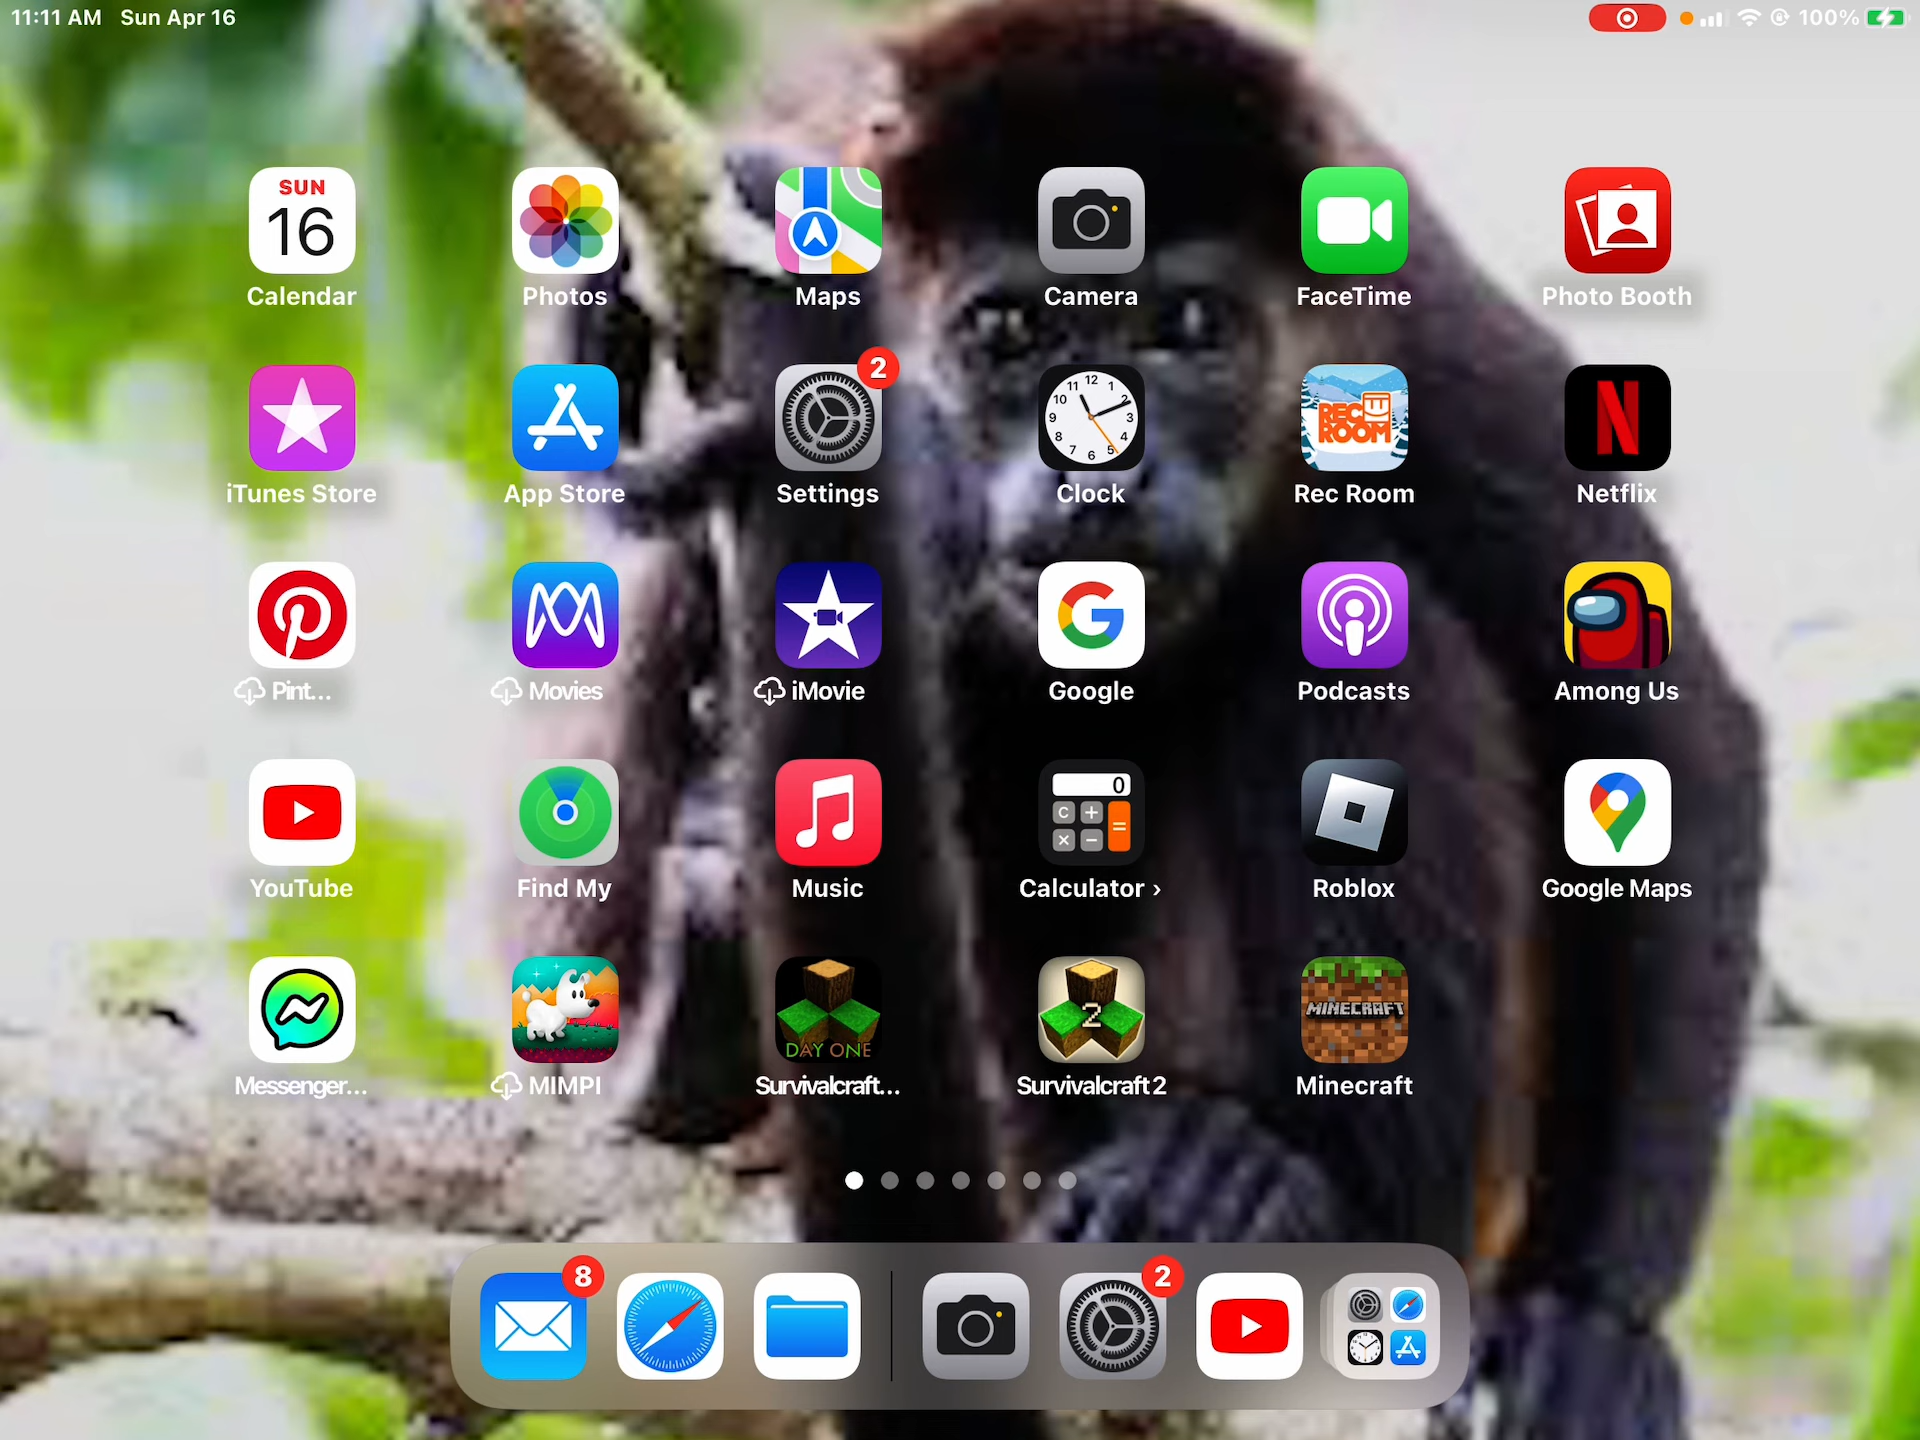 11:11 AM Sun Apr 16
100%
SUN
16
Calendar
Photos
Maps
Camera
FaceTime
Photo Booth
2
12
1
2
3
4
5
6
7
8
9
10
11
REC
ROOM
N
iTunes Store
App Store
Settings
Clock
Rec Room
Netflix
G
Pint...
Movies
iMovie
Google
Podcasts
Among Us
0
C + = × −
YouTube
Find My
Music
Calculator ›
Roblox
Google Maps
DAY ONE
2
MINECRAFT
Messenger...
MIMPI
Survivalcraft...
Survivalcraft 2
Minecraft
8
2